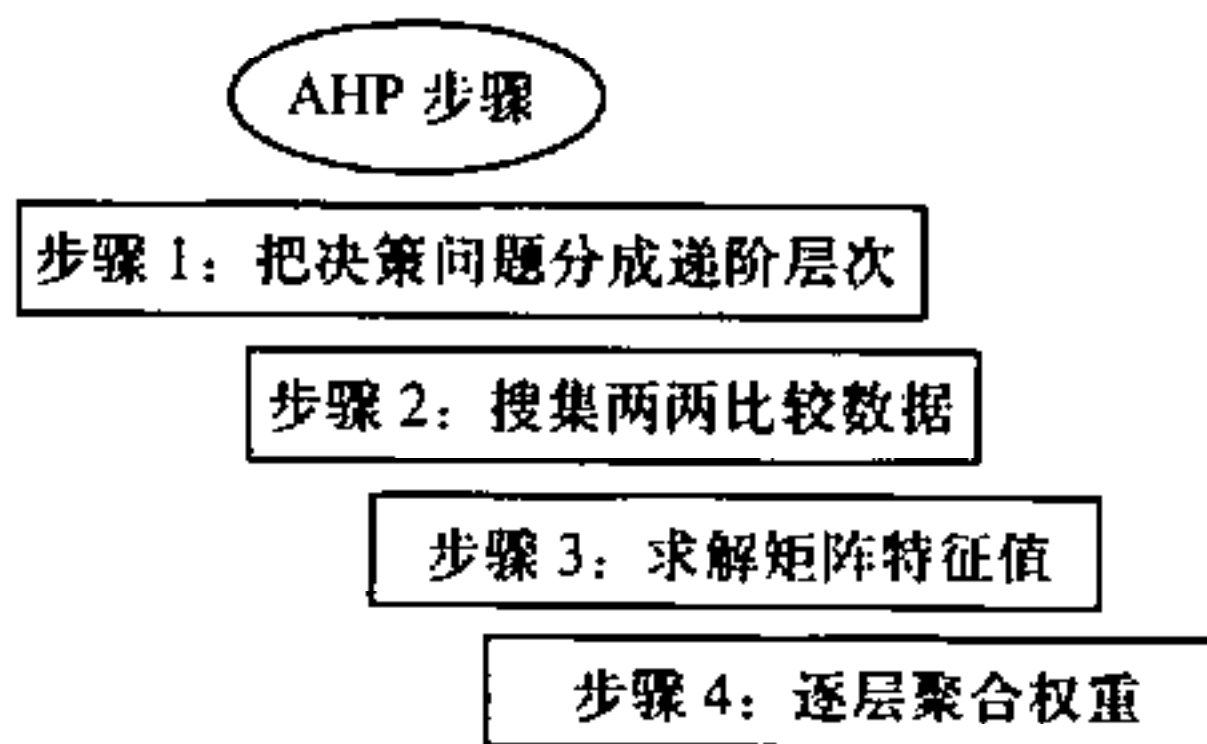 AHP 步骤
步骤 1：把决策问题分成递阶层次
步骤 2：搜集两两比较数据
步骤 3：求解矩阵特征值
步骤 4：逐层聚合权重